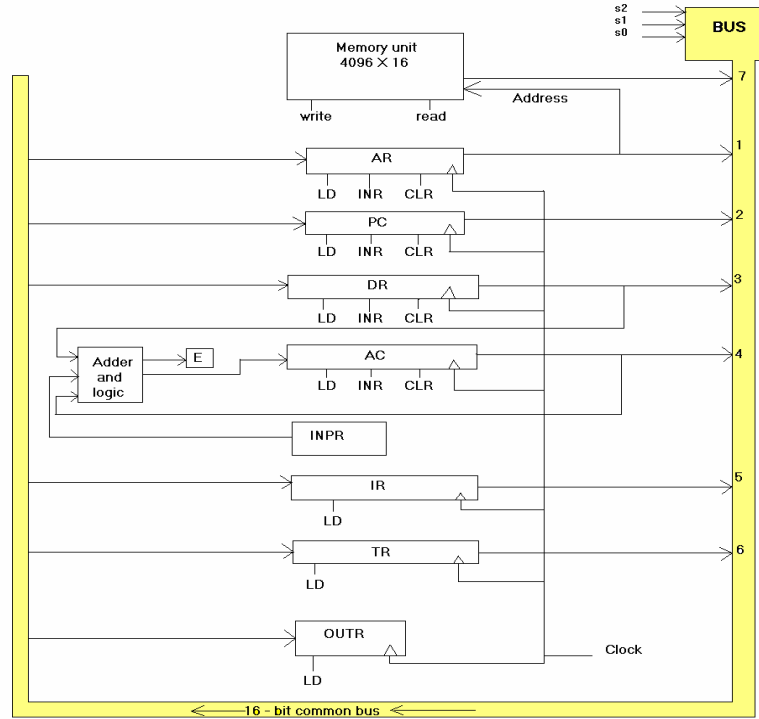 s2
s1
s0
BUS
Memory unit
4096 X 16
7
Address
write read
1
AR
LD INR CLR
2
PC
LD INR CLR
3
DR
LD INR CLR
4
AC
E
Adder
and
logic
LD INR CLR
INPR
5
IR
LD
6
TR
LD
OUTR
Clock
LD
16 - bit common bus